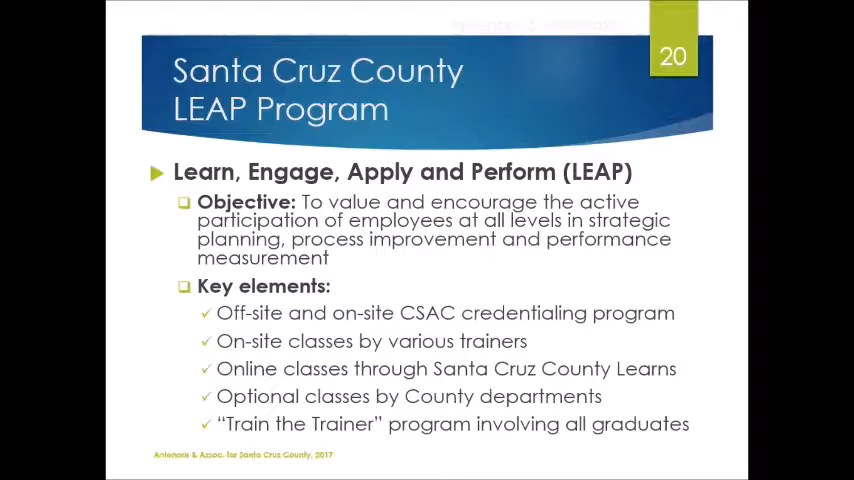 20
Santa Cruz County
LEAP Program
Learn, Engage, Apply and Perform (LEAP)
Objective: To value and encourage the active
participation of employees at all levels in strategic
planning, process improvement and performance
measurement
Key elements:
Off-site and on-site CSAC credentialing program
On-site classes by various trainers
Online classes through Santa Cruz County Learns
Optional classes by County departments
“Train the Trainer” program involving all graduates
Antenore & Assoc. for Santa Cruz County, 2017